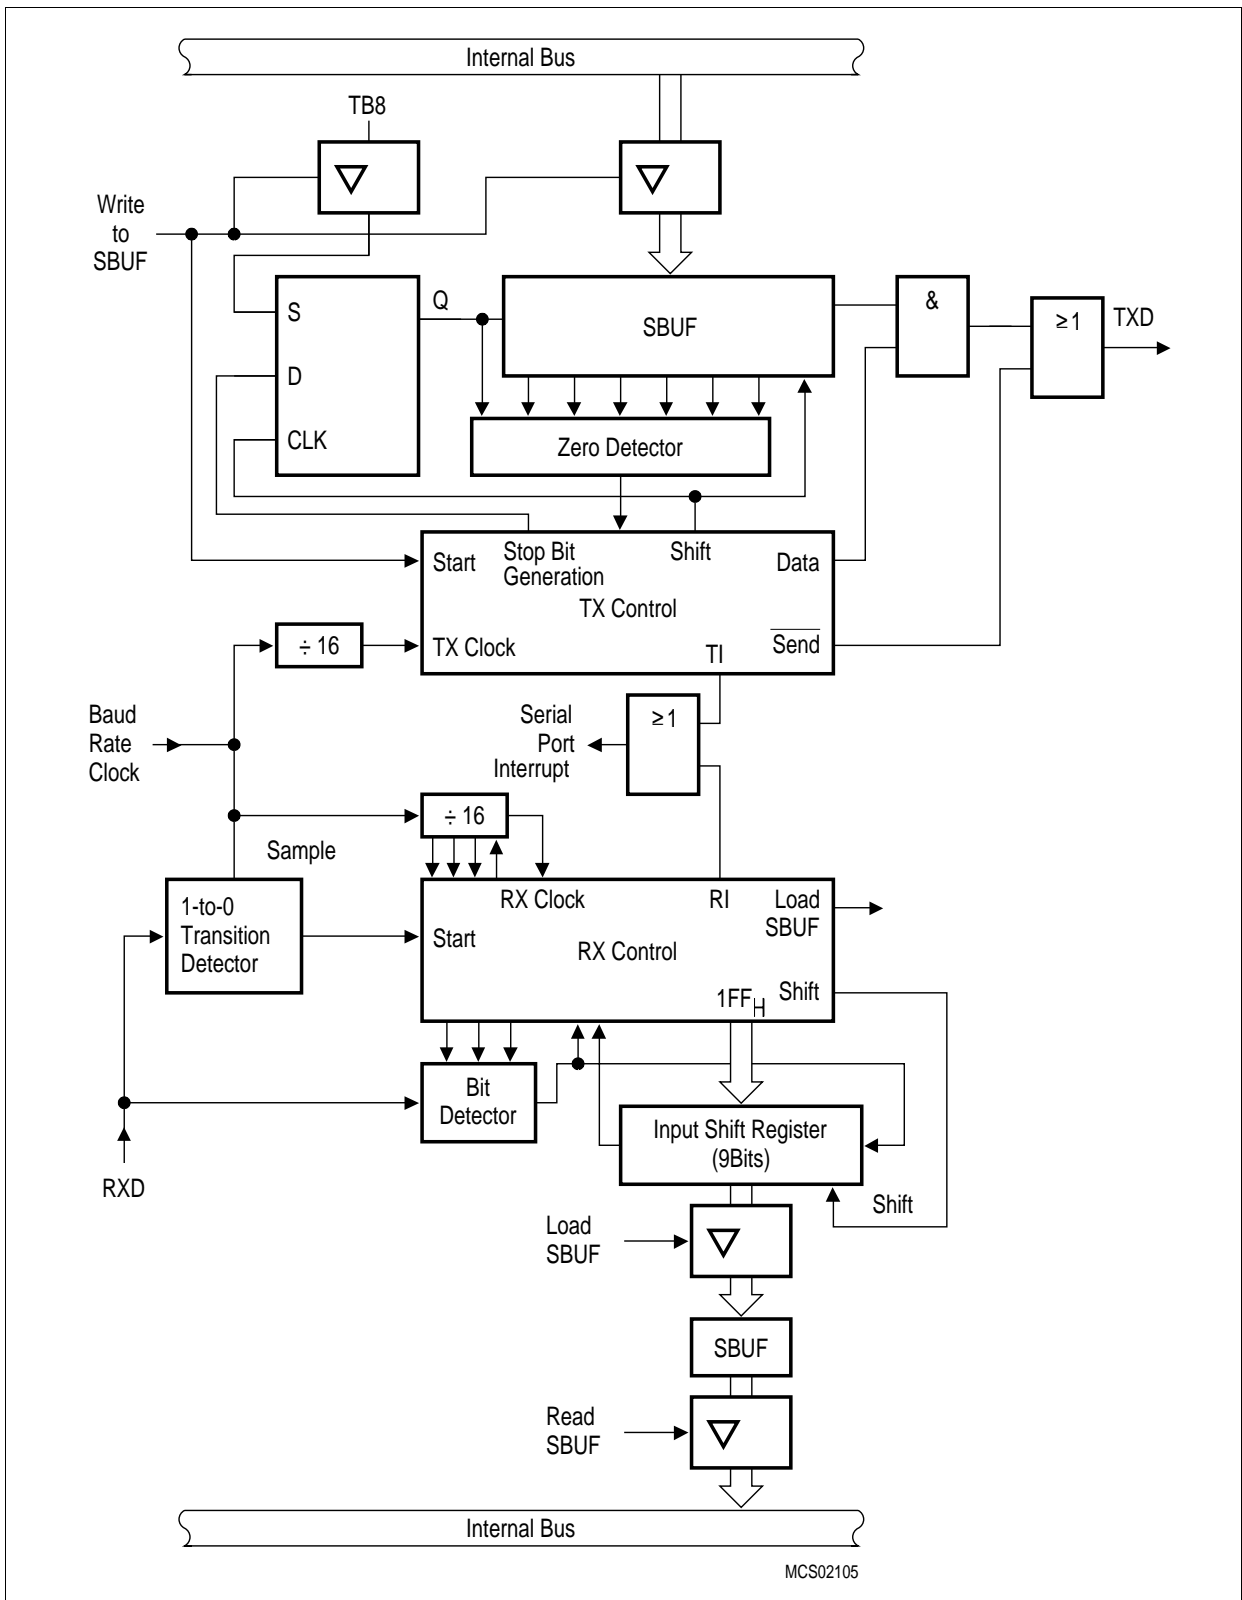 Internal Bus
TB8
Write
to
SBUF
S
Q
D
CLK
SBUF
&
≥1
TXD
Zero Detector
Start
Stop Bit
Generation
Shift
Data
TX Control
÷ 16
TX Clock
TI
Send
Baud
Rate
Clock
Serial
Port
Interrupt
≥1
÷ 16
Sample
1-to-0
Transition
Detector
RX Clock
RI
Load
SBUF
Start
RX Control
1FFH
Shift
Bit
Detector
Input Shift Register
(9Bits)
RXD
Shift
Load
SBUF
SBUF
Read
SBUF
Internal Bus
MCS02105